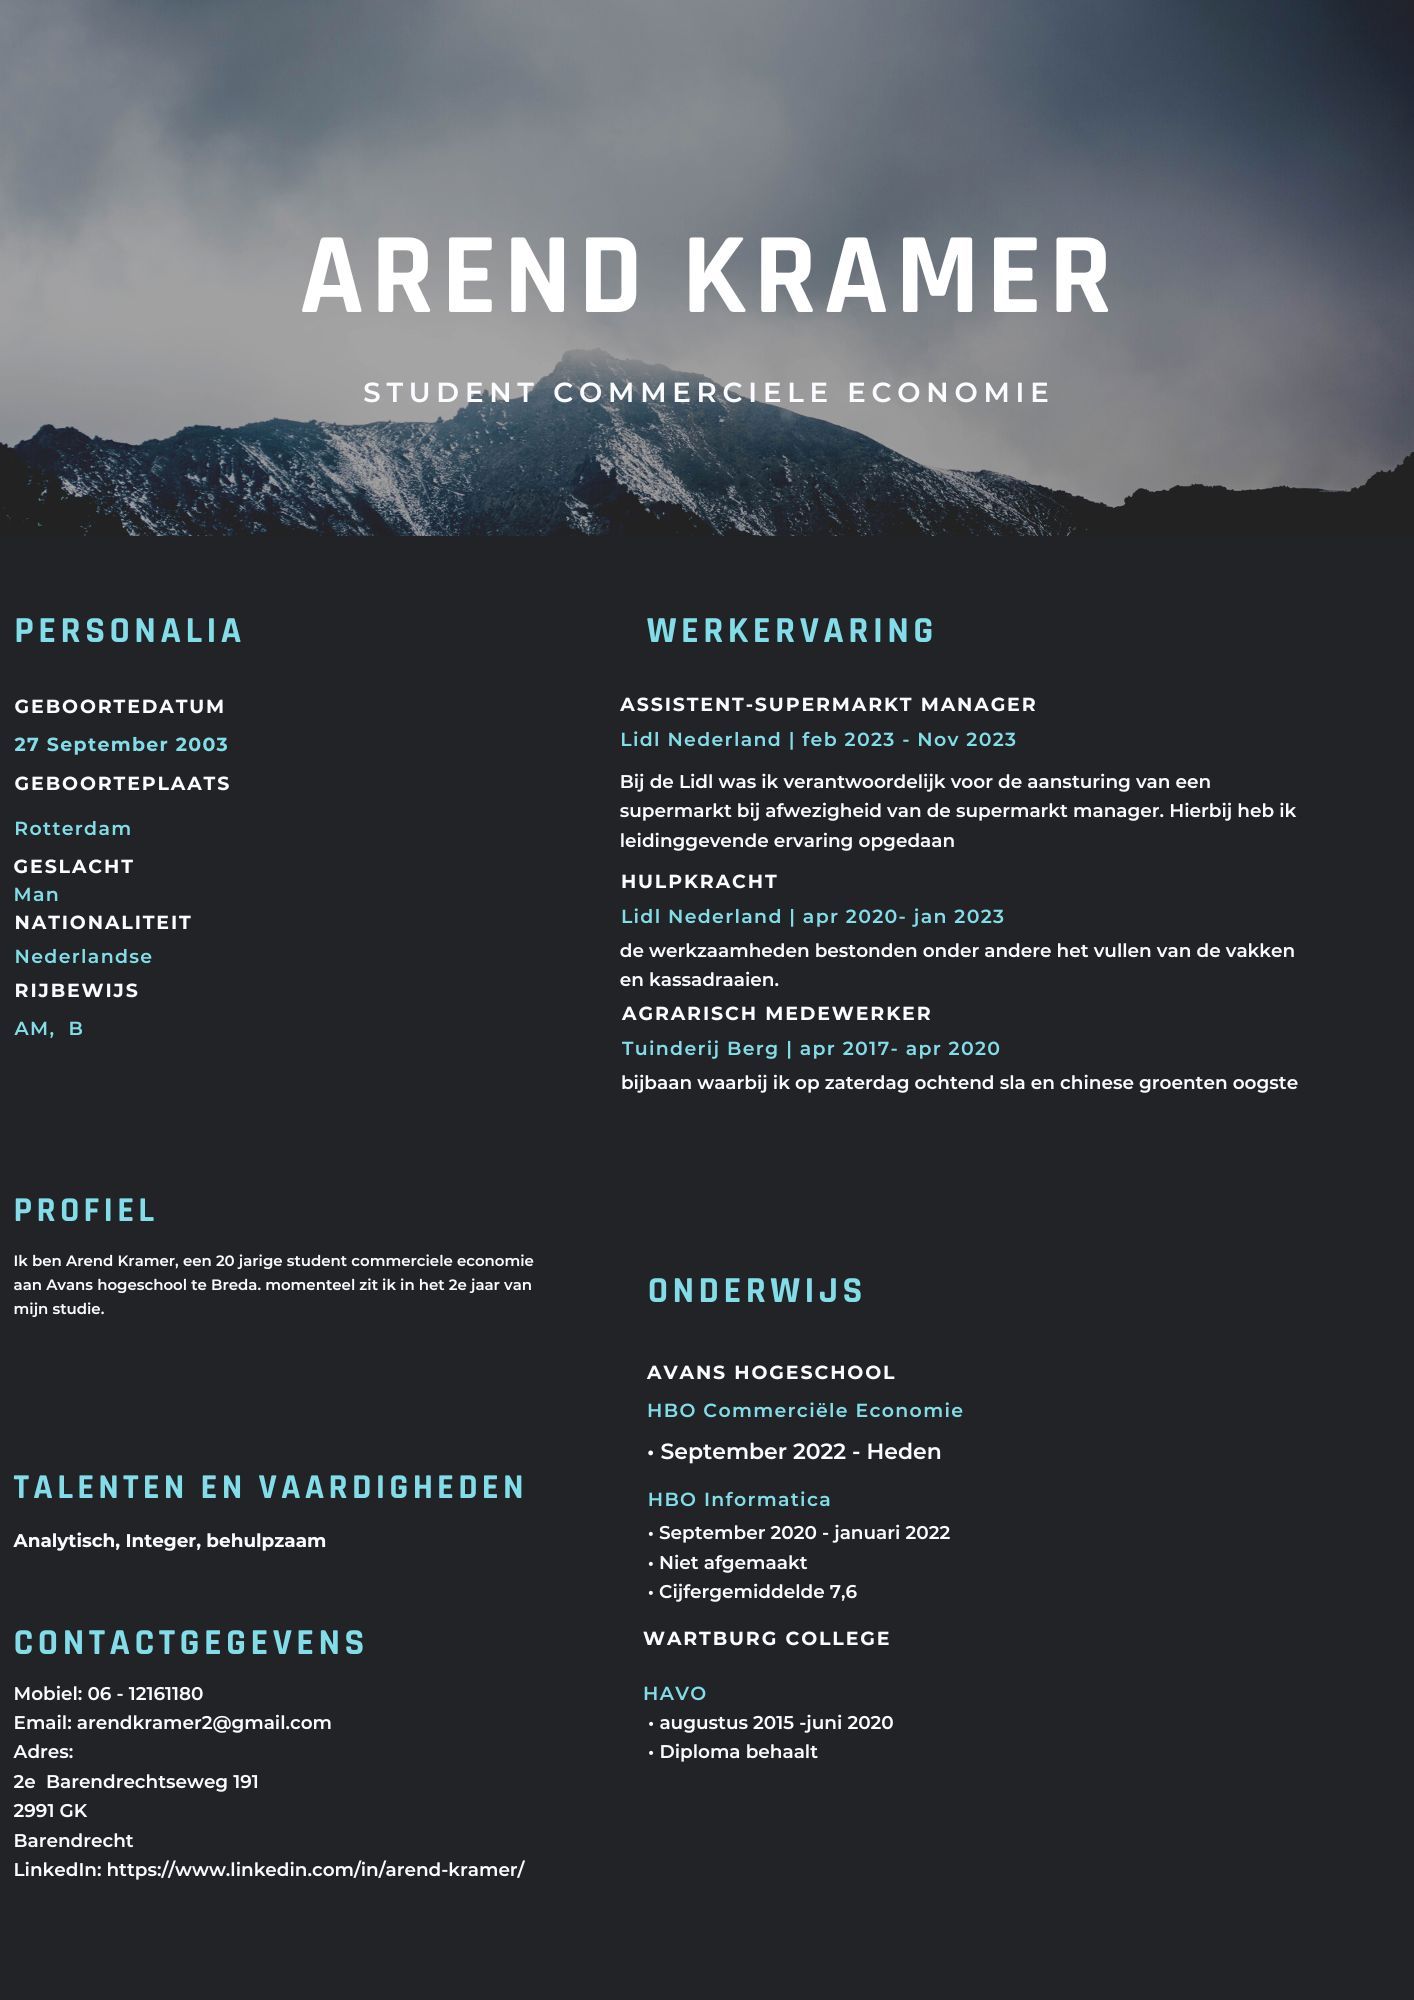 AREND KRAMER
STUDENT COMMERCIELE ECONOMIE
PERSONALIA
GEBOORTEDATUM
27 September 2003
GEBOORTEPLAATS
Rotterdam
GESLACHT
Man
NATIONALITEIT
Nederlandse
RIJBEWIJS
AM,  B
PROFIEL
Ik ben Arend Kramer, een 20 jarige student commerciele economie
aan Avans hogeschool te Breda. momenteel zit ik in het 2e jaar van
mijn studie.
TALENTEN EN VAARDIGHEDEN
Analytisch, Integer, behulpzaam
CONTACTGEGEVENS
Mobiel: 06 - 12161180
Email: arendkramer2@gmail.com
Adres:
2e  Barendrechtseweg 191
2991 GK
Barendrecht
LinkedIn: https://www.linkedin.com/in/arend-kramer/
WERKERVARING
ASSISTENT-SUPERMARKT MANAGER
Lidl Nederland | feb 2023 - Nov 2023
Bij de Lidl was ik verantwoordelijk voor de aansturing van een
supermarkt bij afwezigheid van de supermarkt manager. Hierbij heb ik
leidinggevende ervaring opgedaan
HULPKRACHT
Lidl Nederland | apr 2020- jan 2023
de werkzaamheden bestonden onder andere het vullen van de vakken
en kassadraaien.
AGRARISCH MEDEWERKER
Tuinderij Berg | apr 2017- apr 2020
bijbaan waarbij ik op zaterdag ochtend sla en chinese groenten oogste
ONDERWIJS
AVANS HOGESCHOOL
HBO Commerciële Economie
• September 2022 - Heden
HBO Informatica
• September 2020 - januari 2022
• Niet afgemaakt
• Cijfergemiddelde 7,6
WARTBURG COLLEGE
HAVO
• augustus 2015 -juni 2020
• Diploma behaalt